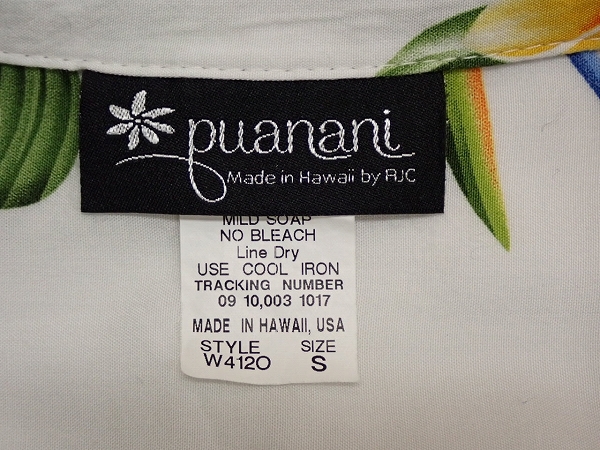 puanani
Made in Hawaii by RJC
MILD SOAP
NO BLEACH
Line Dry
USE COOL IRON
TRACKING NUMBER
09 10,003 1017
MADE IN HAWAII, USA
STYLE SIZE
W4120 S